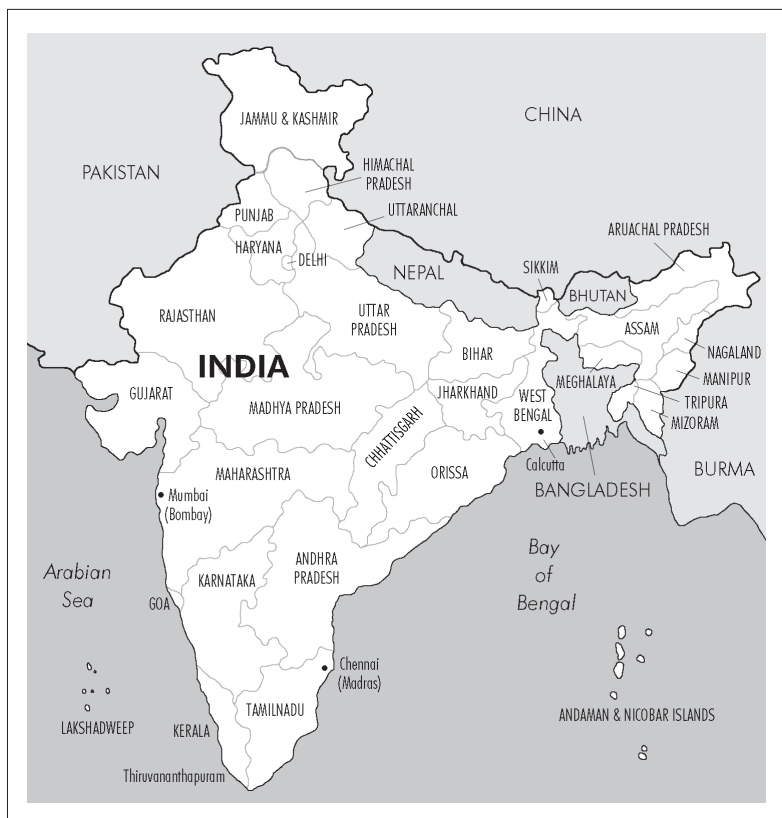 JAMMU & KASHMIR
CHINA
PAKISTAN
HIMACHAL
PRADESH
PUNJAB
UTTARANCHAL
HARYANA
DELHI
ARUACHAL PRADESH
NEPAL
SIKKIM
BHUTAN
RAJASTHAN
UTTAR
PRADESH
ASSAM
BIHAR
NAGALAND
INDIA
MEGHALAYA
MANIPUR
GUJARAT
JHARKHAND
WEST
BENGAL
TRIPURA
MADHYA PRADESH
MIZORAM
CHHATTISGARH
Calcutta
MAHARASHTRA
ORISSA
BURMA
BANGLADESH
Mumbai
(Bombay)
Bay
of
Bengal
ANDHRA
PRADESH
Arabian
Sea
KARNATAKA
GOA
Chennai
(Madras)
TAMILNADU
ANDAMAN & NICOBAR ISLANDS
LAKSHADWEEP
KERALA
Thiruvananthapuram